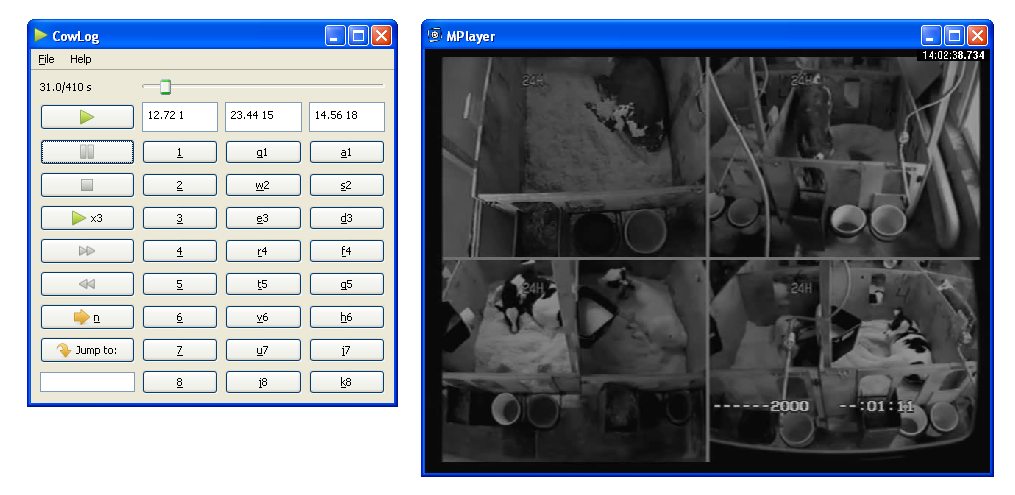 CowLog
File Help
31.0/410 s
12.72 1 23.44 15 14.56 18
1 q1 a1
2 w2 s2
x3 3 e3 d3
4 r4 f4
5 t5 g5
n 6 y6 h6
Jump to: 7 u7 j7
8 i8 k8
MPlayer
14:02:38.734
24H 24H
24H 24H
------2000 --:01:11